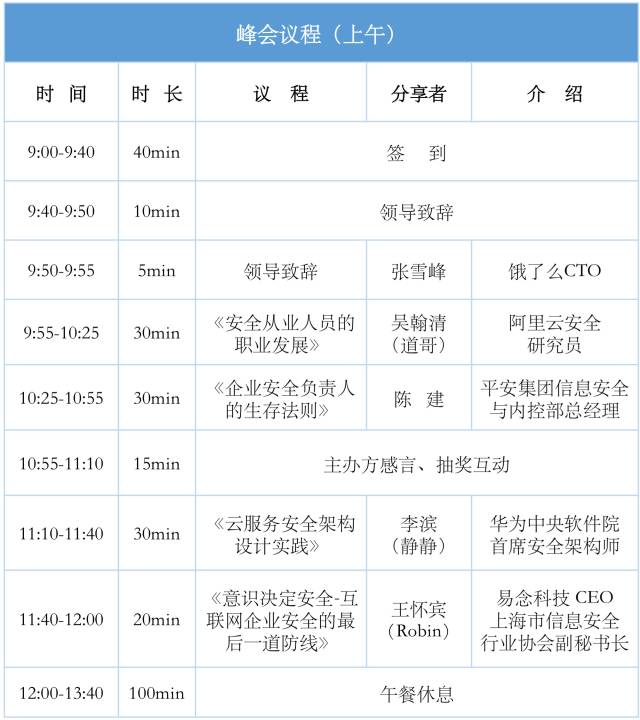 峰会议程（上午）
时 间 时 长 议 程 分享者 介 绍
9:00-9:40 40min 签 到
9:40-9:50 10min 领导致辞
9:50-9:55 5min 领导致辞 张雪峰 饿了么CTO
9:55-10:25 30min 《安全从业人员的 吴翰清 阿里云安全
职业发展》 （道哥） 研究员
10:25-10:55 30min 《企业安全负责人 陈 建 平安集团信息安全
的生存法则》 与内控部总经理
10:55-11:10 15min 主办方感言、抽奖互动
11:10-11:40 30min 《云服务安全架构 李滨 华为中央软件院
设计实践》 （静静） 首席安全架构师
11:40-12:00 20min 《意识决定安全-互 王怀宾 易念科技 CEO
联网企业安全的最 （Robin） 上海市信息安全
后一道防线》 行业协会副秘书长
12:00-13:40 100min 午餐休息